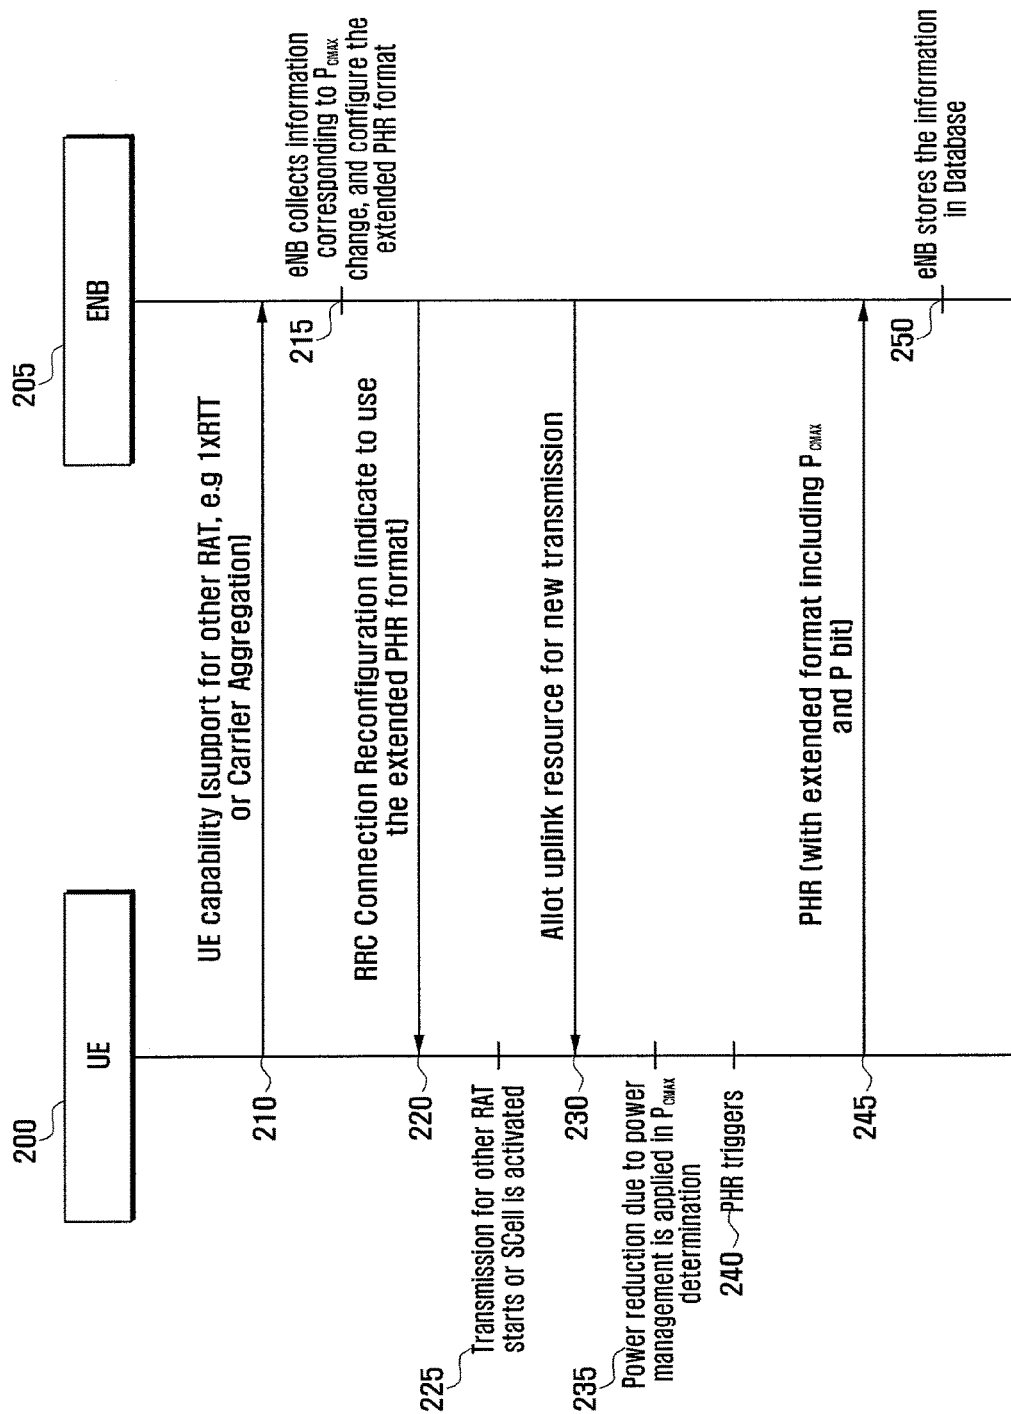 200
UE
205
ENB
210
UE capability (support for other RAT, e.g 1xRTT
or Carrier Aggregation)
215
eNB collects information
corresponding to PCMAX
change, and configure the
extended PHR format
220
RRC Connection Reconfiguration (indicate to use
the extended PHR format)
225
Transmission for other RAT
starts or SCell is activated
230
Allot uplink resource for new transmission
235
Power reduction due to power
management is applied in PCMAX
determination
240
PHR triggers
245
PHR (with extended format including PCMAX
and P bit)
250
eNB stores the information
in Database